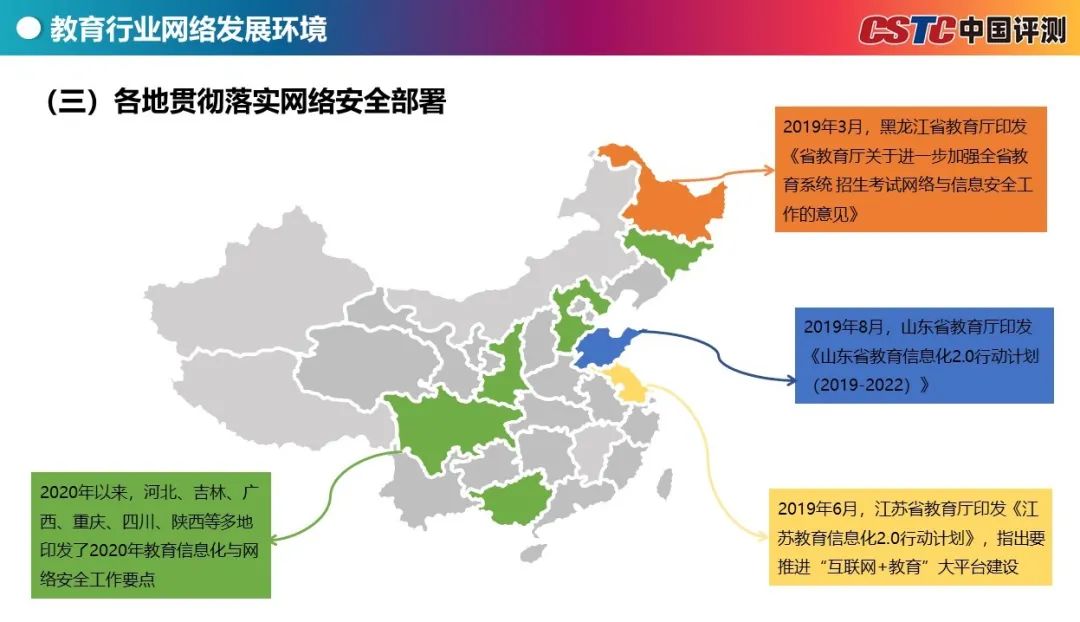 教育行业网络发展环境
CSTC中国评测
（三）各地贯彻落实网络安全部署
2019年3月，黑龙江省教育厅印发
《省教育厅关于进一步加强全省教
育系统 招生考试网络与信息安全工
作的意见》
2019年8月，山东省教育厅印发
《山东省教育信息化2.0行动计划
（2019-2022）》
2020年以来，河北、吉林、广
西、重庆、四川、陕西等多地
印发了2020年教育信息化与网
络安全工作要点
2019年6月，江苏省教育厅印发《江
苏教育信息化2.0行动计划》，指出要
推进“互联网+教育”大平台建设